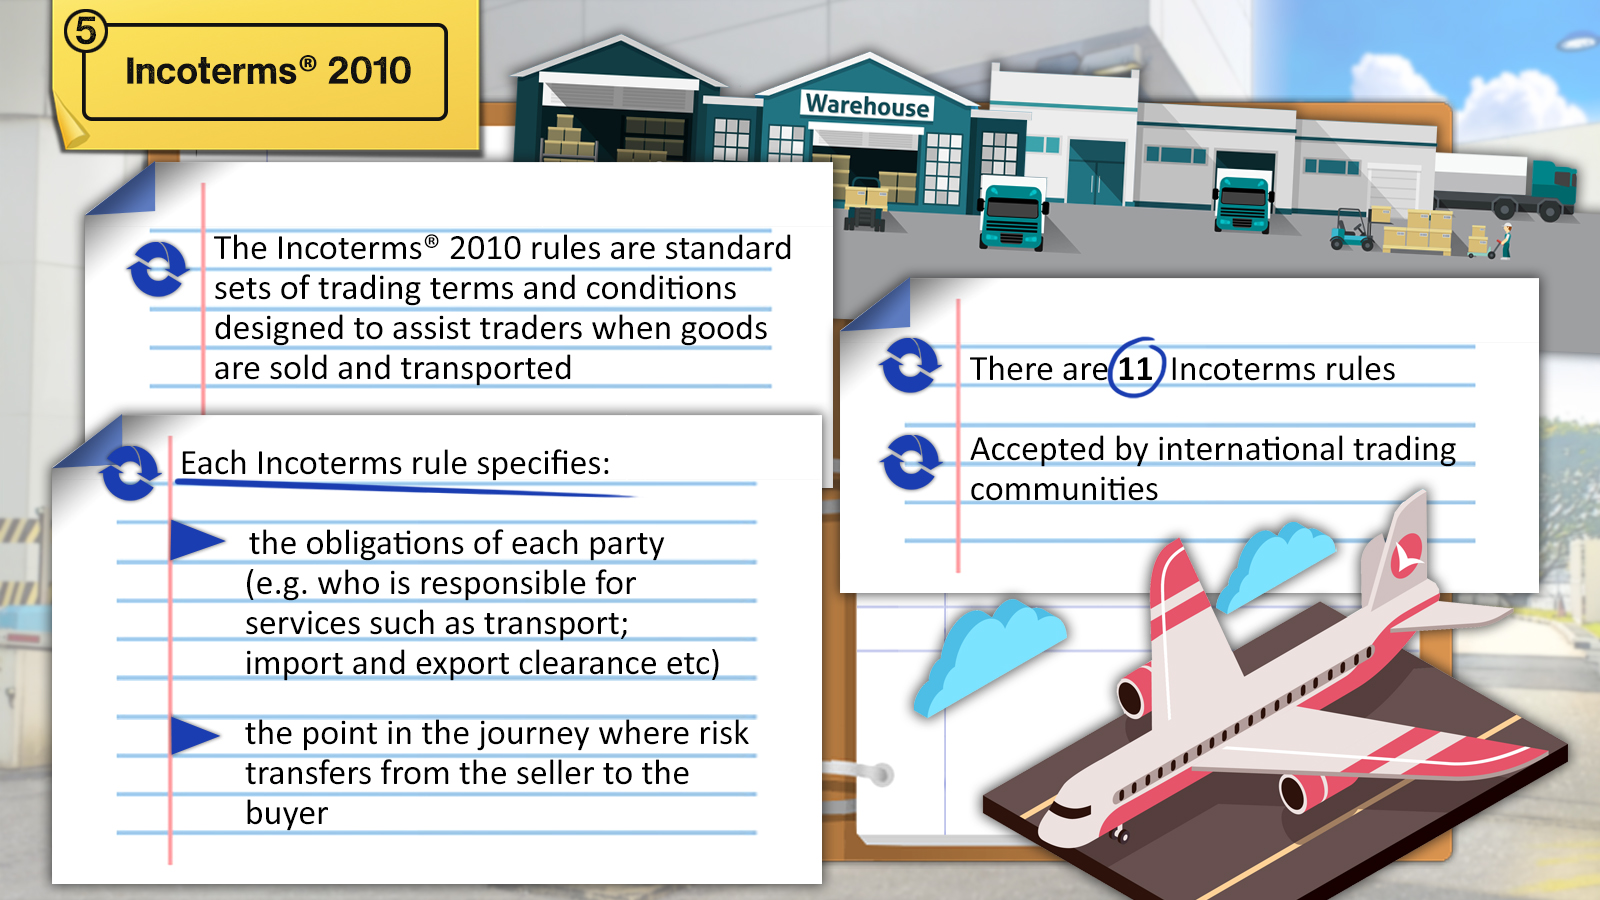 5
Incoterms® 2010
Warehouse
The Incoterms® 2010 rules are standard
sets of trading terms and conditions
designed to assist traders when goods
are sold and transported
Each Incoterms rule specifies:
the obligations of each party
(e.g. who is responsible for
services such as transport;
import and export clearance etc)
the point in the journey where risk
transfers from the seller to the
buyer
There are 11 Incoterms rules
Accepted by international trading
communities